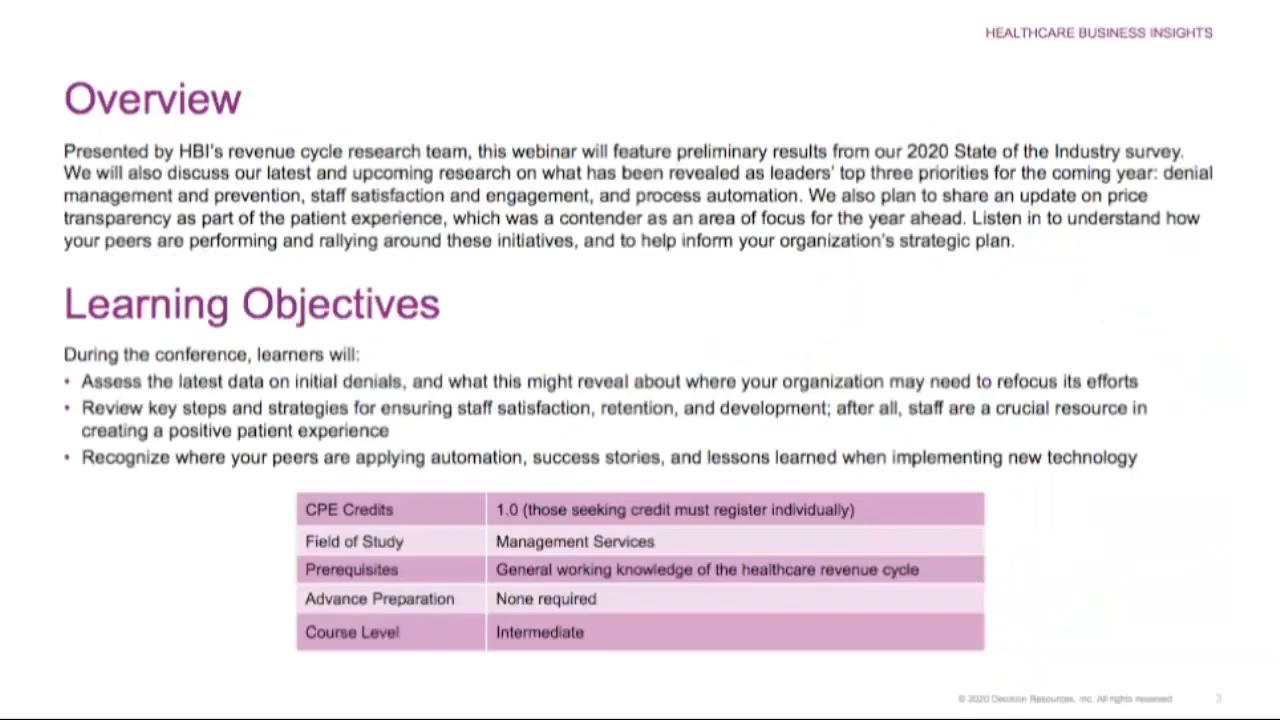 HEALTHCARE BUSINESS INSIGHTS
Overview
Presented by HBI's revenue cycle research team, this webinar will feature preliminary results from our 2020 State of the Industry survey.
We will also discuss our latest and upcoming research on what has been revealed as leaders' top three priorities for the coming year: denial
management and prevention, staff satisfaction and engagement, and process automation. We also plan to share an update on price
transparency as part of the patient experience, which was a contender as an area of focus for the year ahead. Listen in to understand how
your peers are performing and rallying around these initiatives, and to help inform your organization's strategic plan.
Learning Objectives
During the conference, learners will:
• Assess the latest data on initial denials, and what this might reveal about where your organization may need to refocus its efforts
• Review key steps and strategies for ensuring staff satisfaction, retention, and development; after all, staff are a crucial resource in
creating a positive patient experience
• Recognize where your peers are applying automation, success stories, and lessons learned when implementing new technology
CPE Credits 1.0 (those seeking credit must register individually)
Field of Study Management Services
Prerequisites General working knowledge of the healthcare revenue cycle
Advance Preparation None required
Course Level Intermediate
© 2020 Decision Resources, Inc. All rights reserved. 3